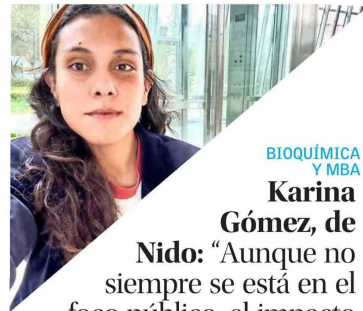 BIOQUÍMICA
Y MBA
Karina
Gómez, de
Nido: “Aunque no
siempre se está en el
foco público, el impacto